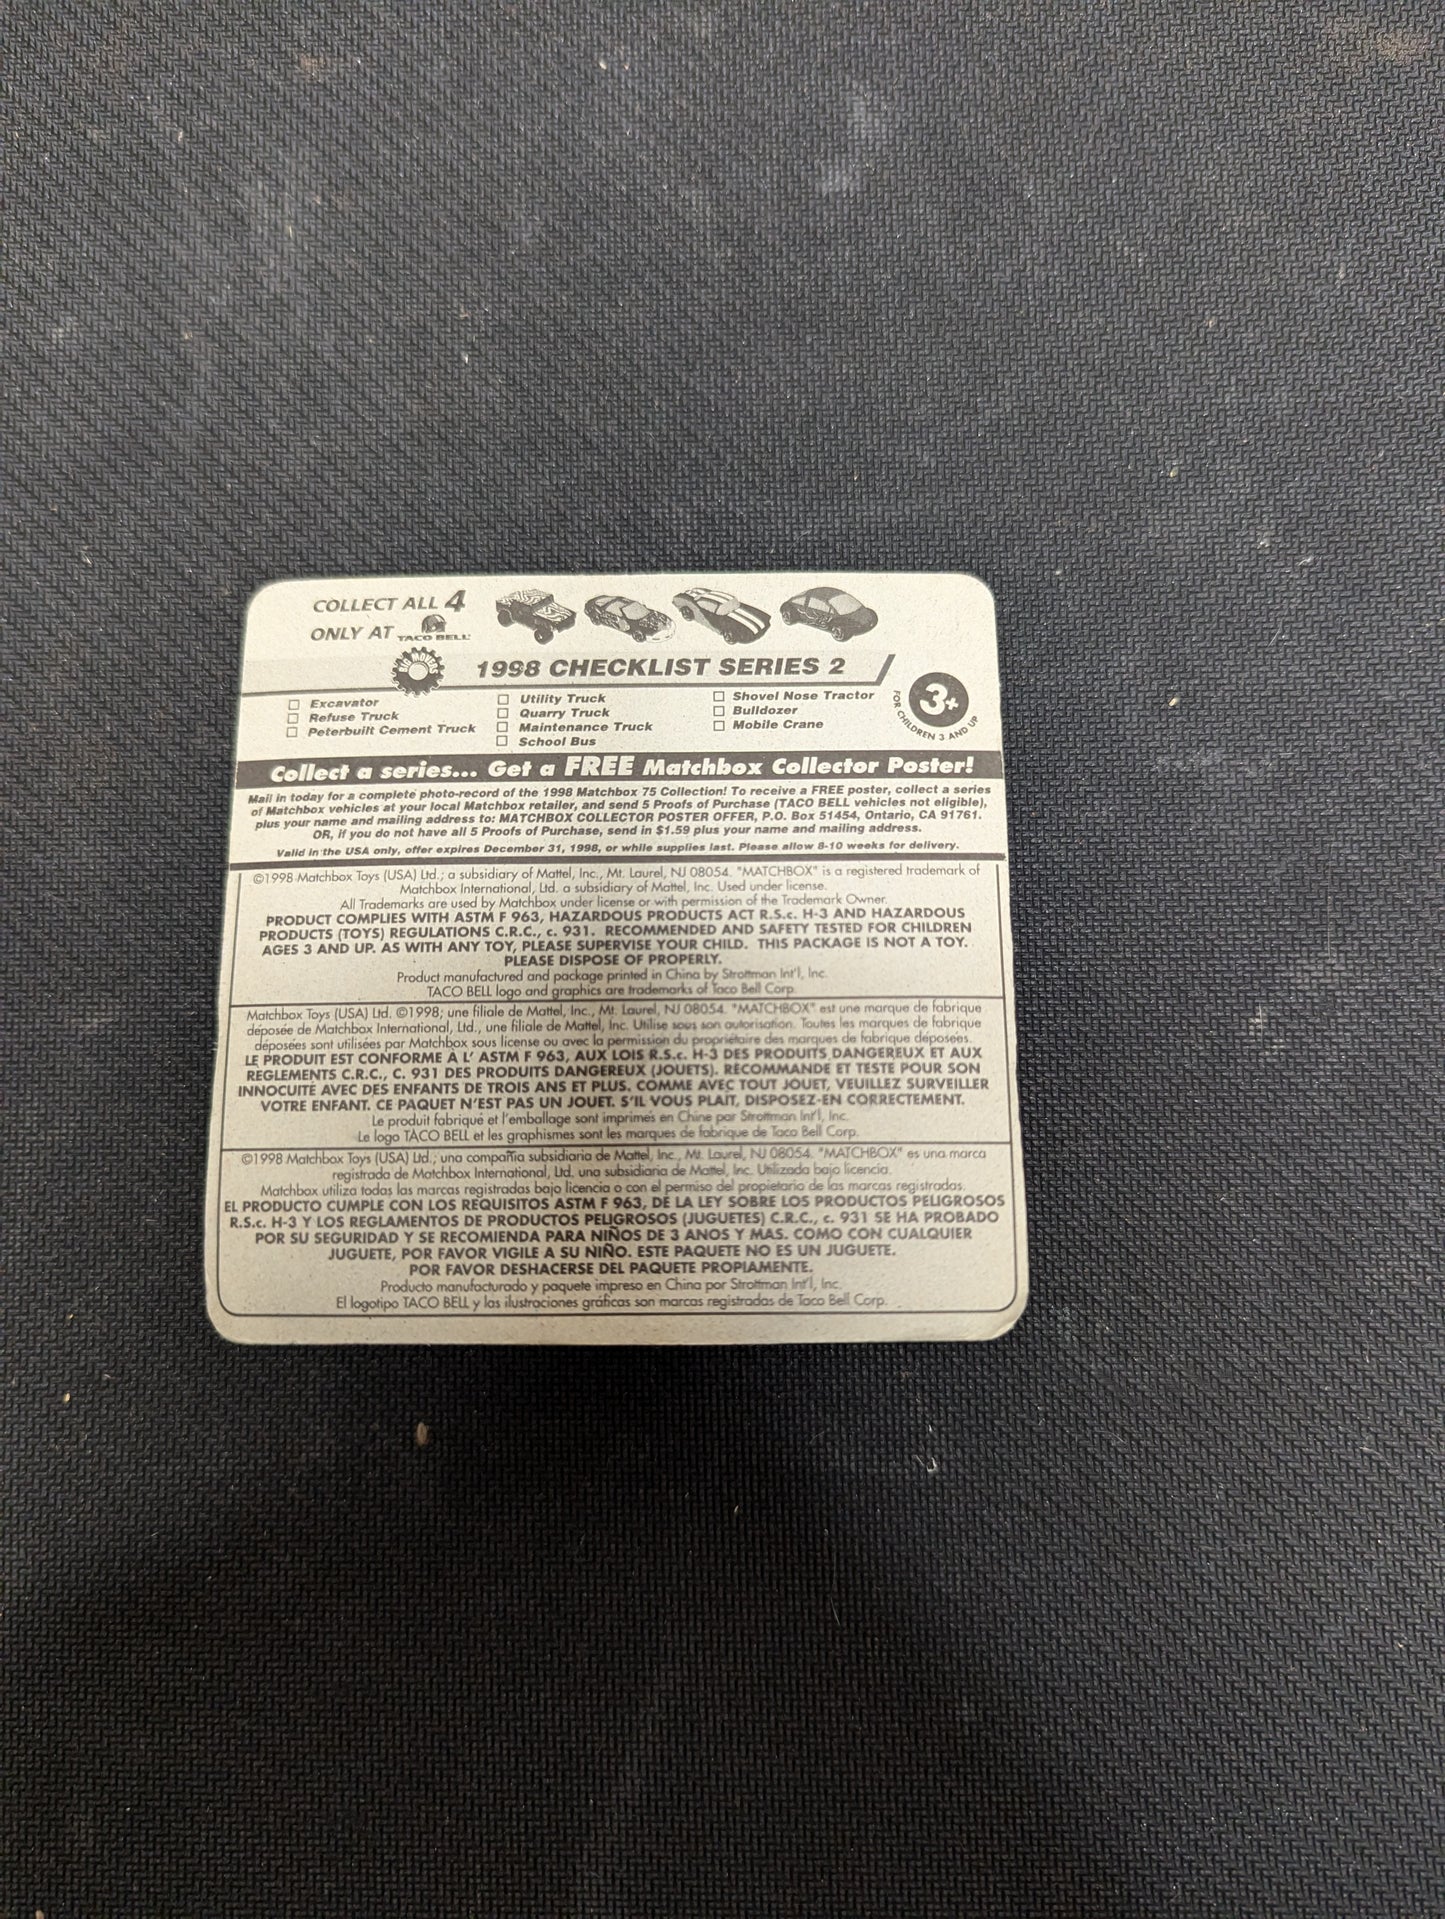 COLLECT ALL 4
ONLY AT TACO BELL
1998 CHECKLIST SERIES 2
Excavator
Refuse Truck
Peterbuilt Cement Truck
Utility Truck
Quarry Truck
Maintenance Truck
School Bus
Shovel Nose Tractor
Bulldozer
Mobile Crane
3+
FOR CHILDREN 3 AND UP
Collect a series... Get a FREE Matchbox Collector Poster!
Mail in today for a complete photo-record of the 1998 Matchbox 75 Collection! To receive a FREE poster, collect a series
of Matchbox vehicles at your local Matchbox retailer, and send 5 Proofs of Purchase (TACO BELL vehicles not eligible),
plus your name and mailing address to: MATCHBOX COLLECTOR POSTER OFFER, P.O. Box 51454, Ontario, CA 91761.
OR, if you do not have all 5 Proofs of Purchase, send in $1.59 plus your name and mailing address.
Valid in the USA only, offer expires December 31, 1998, or while supplies last. Please allow 8-10 weeks for delivery.
©1998 Matchbox Toys (USA) Ltd.; a subsidiary of Mattel, Inc., Mt. Laurel, NJ 08054. "MATCHBOX" is a registered trademark of
Matchbox International, Ltd. a subsidiary of Mattel, Inc. Used under license.
All Trademarks are used by Matchbox under license or with permission of the Trademark Owner.
PRODUCT COMPLIES WITH ASTM F 963, HAZARDOUS PRODUCTS ACT R.S.c. H-3 AND HAZARDOUS
PRODUCTS (TOYS) REGULATIONS C.R.C., c. 931. RECOMMENDED AND SAFETY TESTED FOR CHILDREN
AGES 3 AND UP. AS WITH ANY TOY, PLEASE SUPERVISE YOUR CHILD. THIS PACKAGE IS NOT A TOY.
PLEASE DISPOSE OF PROPERLY.
Product manufactured and package printed in China by Strottman Int'l, Inc.
TACO BELL logo and graphics are trademarks of Taco Bell Corp.
Matchbox Toys (USA) Ltd. ©1998; une filiale de Mattel, Inc., Mt. Laurel, NJ 08054. "MATCHBOX" est une marque de fabrique
déposée de Matchbox International, Ltd., une filiale de Mattel, Inc. Utilise sous son autorisation. Toutes les marques de fabrique
déposées sont utilisées par Matchbox sous license ou avec la permission du propriétaire des marques de fabrique déposées.
LE PRODUIT EST CONFORME À L' ASTM F 963, AUX LOIS R.S.c. H-3 DES PRODUITS DANGEREUX ET AUX
REGLEMENTS C.R.C., C. 931 DES PRODUITS DANGEREUX (JOUETS). RECOMMANDE ET TESTE POUR SON
INNOCUITÉ AVEC DES ENFANTS DE TROIS ANS ET PLUS. COMME AVEC TOUT JOUET, VEUILLEZ SURVEILLER
VOTRE ENFANT. CE PAQUET N'EST PAS UN JOUET. S'IL VOUS PLAIT, DISPOSEZ-EN CORRECTEMENT.
Le produit fabriqué et l'emballage sont imprimés en Chine par Strottman Int'l, Inc.
Le logo TACO BELL et les graphismes sont les marques de fabrique de Taco Bell Corp.
©1998 Matchbox Toys (USA) Ltd.; una compañia subsidiaria de Mattel, Inc., Mt. Laurel, NJ 08054. "MATCHBOX" es una marca
registrada de Matchbox International, Ltd. una subsidiaria de Mattel, Inc. Utilizada bajo licencia.
Matchbox utiliza todas las marcas registradas bajo licencia o con el permiso del propietario de las marcas registradas.
EL PRODUCTO CUMPLE CON LOS REQUISITOS ASTM F 963, DE LA LEY SOBRE LOS PRODUCTOS PELIGROSOS
R.S.c. H-3 Y LOS REGLAMENTOS DE PRODUCTOS PELIGROSOS (JUGUETES) C.R.C., c. 931 SE HA PROBADO
POR SU SEGURIDAD Y SE RECOMIENDA PARA NIÑOS DE 3 ANOS Y MAS. COMO CON CUALQUIER
JUGUETE, POR FAVOR VIGILE A SU NIÑO. ESTE PAQUETE NO ES UN JUGUETE.
POR FAVOR DESHACERSE DEL PAQUETE PROPIAMENTE.
Producto manufacturado y paquete impreso en China por Strottman Int'l, Inc.
El logotipo TACO BELL y las ilustraciones gráficas son marcas registradas de Taco Bell Corp.